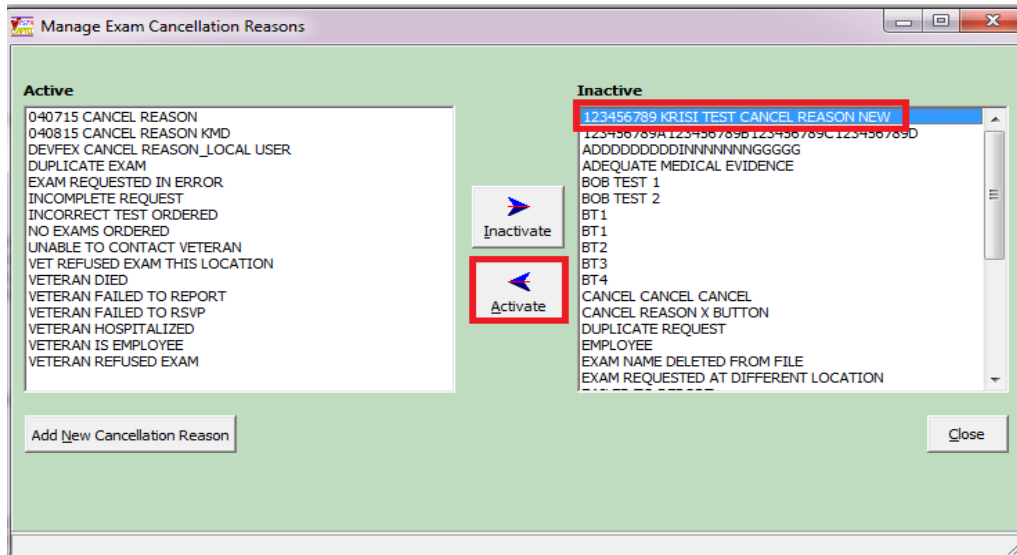 Manage Exam Cancellation Reasons
Active
040715 CANCEL REASON
040815 CANCEL REASON KMD
DEVFEX CANCEL REASON_LOCAL USER
DUPLICATE EXAM
EXAM REQUESTED IN ERROR
INCOMPLETE REQUEST
INCORRECT TEST ORDERED
NO EXAMS ORDERED
UNABLE TO CONTACT VETERAN
VET REFUSED EXAM THIS LOCATION
VETERAN DIED
VETERAN FAILED TO REPORT
VETERAN FAILED TO RSVP
VETERAN HOSPITALIZED
VETERAN IS EMPLOYEE
VETERAN REFUSED EXAM
Inactivate
Activate
Inactive
123456789 KRISI TEST CANCEL REASON NEW
123456789A123456789B123456789C123456789D
ADDDDDDDDDINNNNNNNGGGGG
ADEQUATE MEDICAL EVIDENCE
BOB TEST 1
BOB TEST 2
BT1
BT1
BT2
BT3
BT4
CANCEL CANCEL CANCEL
CANCEL REASON X BUTTON
DUPLICATE REQUEST
EMPLOYEE
EXAM NAME DELETED FROM FILE
EXAM REQUESTED AT DIFFERENT LOCATION
Add New Cancellation Reason
Close